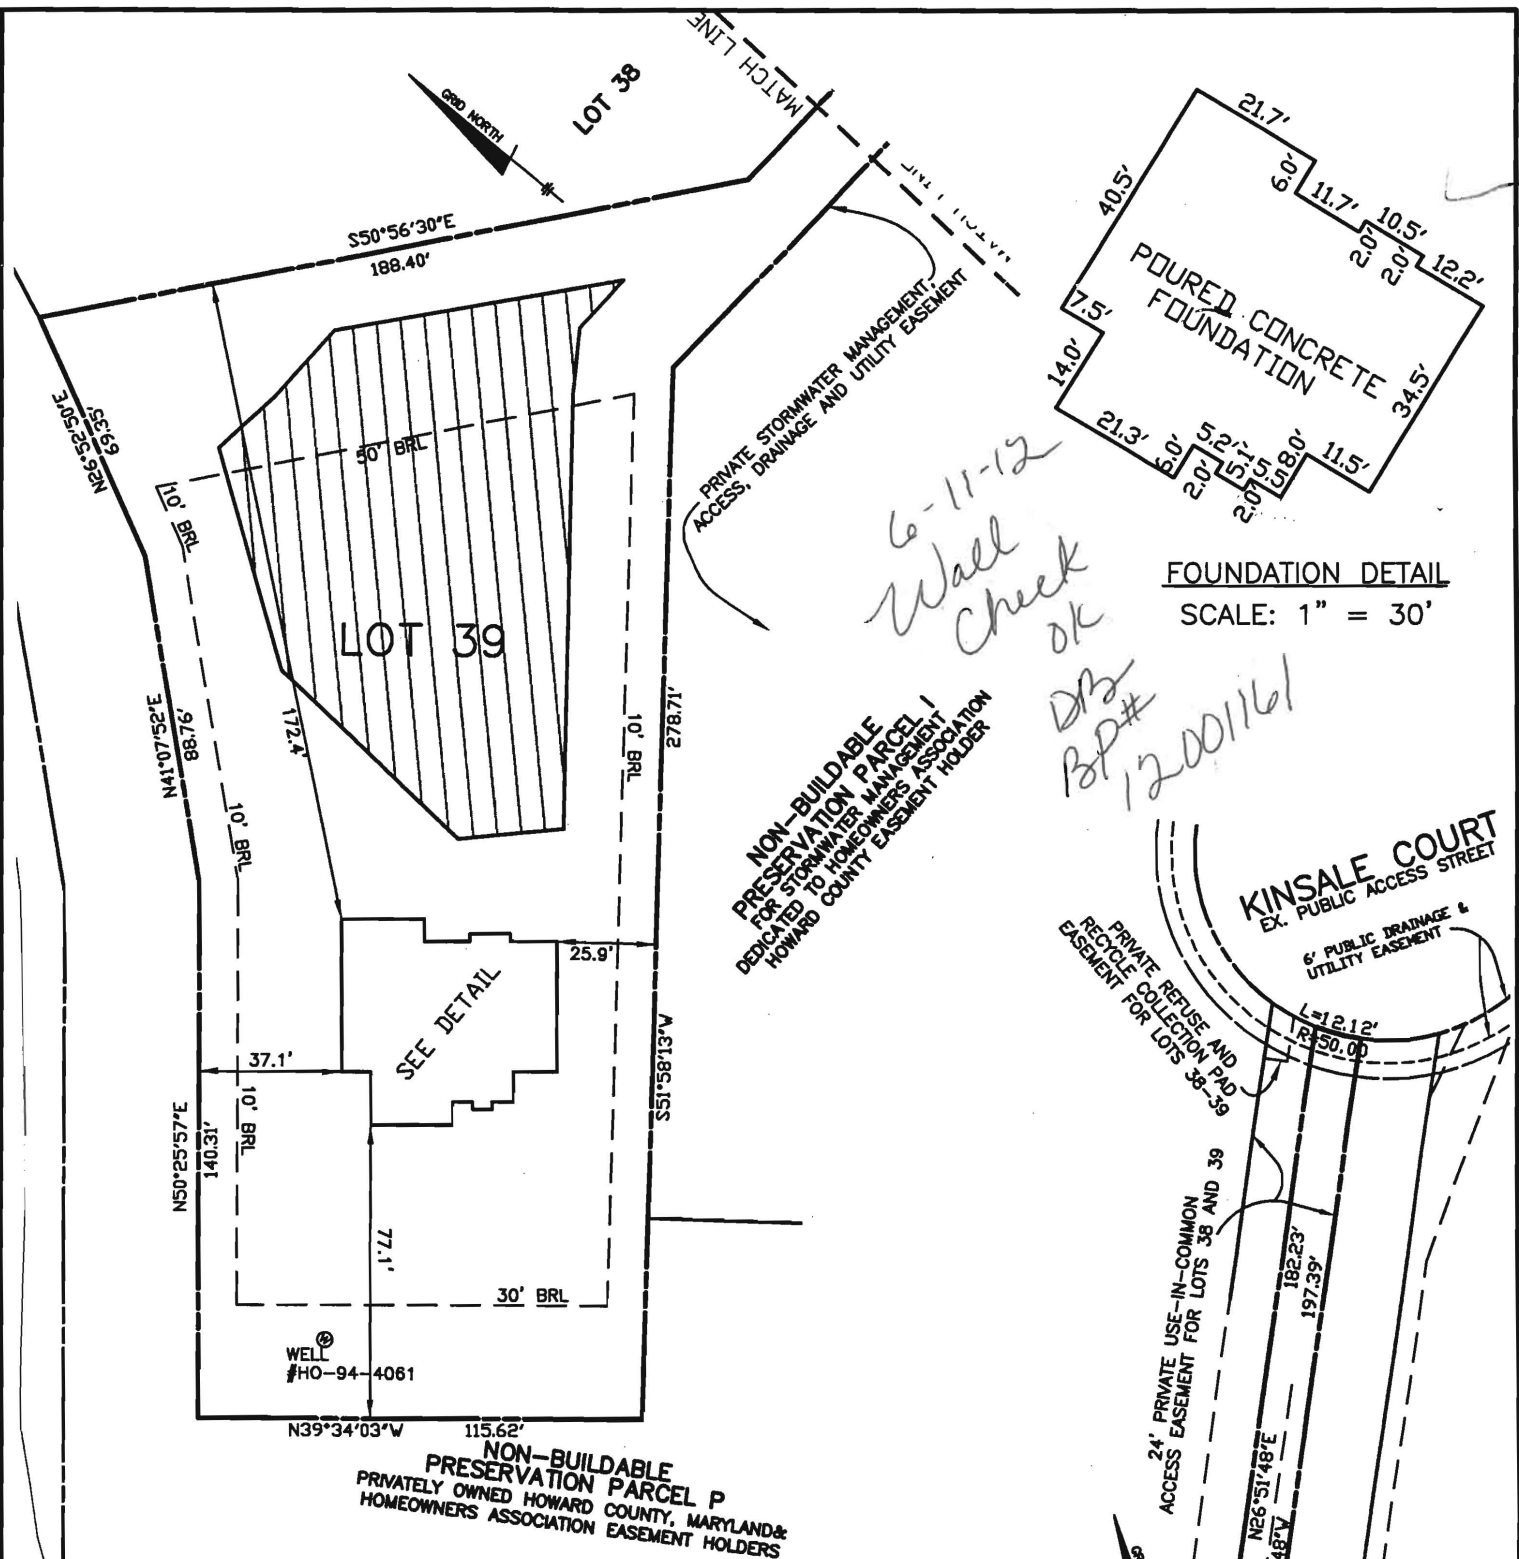 MATCH LINE
LOT 38
GRID NORTH
S50°56'30"E
188.40'
N26°52'50"E
69.35'
50' BRL
10' BRL
LOT 39
172.4'
N41°07'52"E
88.76'
10' BRL
10' BRL
278.71'
PRIVATE STORMWATER MANAGEMENT,
ACCESS, DRAINAGE AND UTILITY EASEMENT
21.7'
6.0'
11.7'
10.5'
2.0'
2.0'
12.2'
40.5'
7.5'
14.0'
21.3'
6.0'
2.0'
5.2'
5.1'
2.0'
8.0'
11.5'
34.5'
POURED CONCRETE
FOUNDATION
FOUNDATION DETAIL
SCALE: 1" = 30'
6-11-12
Wall
Check
OK
DB
BP#
12001161
NON-BUILDABLE
PRESERVATION PARCEL I
FOR STORMWATER MANAGEMENT
DEDICATED TO HOMEOWNERS ASSOCIATION
HOWARD COUNTY EASEMENT HOLDER
25.9'
SEE DETAIL
37.1'
10' BRL
N50°25'57"E
140.31'
S51°58'13"W
77.1'
30' BRL
WELL
#HO-94-4061
N39°34'03"W 115.62'
NON-BUILDABLE
PRESERVATION PARCEL P
PRIVATELY OWNED HOWARD COUNTY, MARYLAND&
HOMEOWNERS ASSOCIATION EASEMENT HOLDERS
KINSALE COURT
EX. PUBLIC ACCESS STREET
6' PUBLIC DRAINAGE &
UTILITY EASEMENT
PRIVATE REFUSE AND
RECYCLE COLLECTION PAD
EASEMENT FOR LOTS 38-39
L=12.12'
R=50.00
24' PRIVATE USE-IN-COMMON
ACCESS EASEMENT FOR LOTS 38 AND 39
182.23'
197.39'
N26°51'48"E
48"W